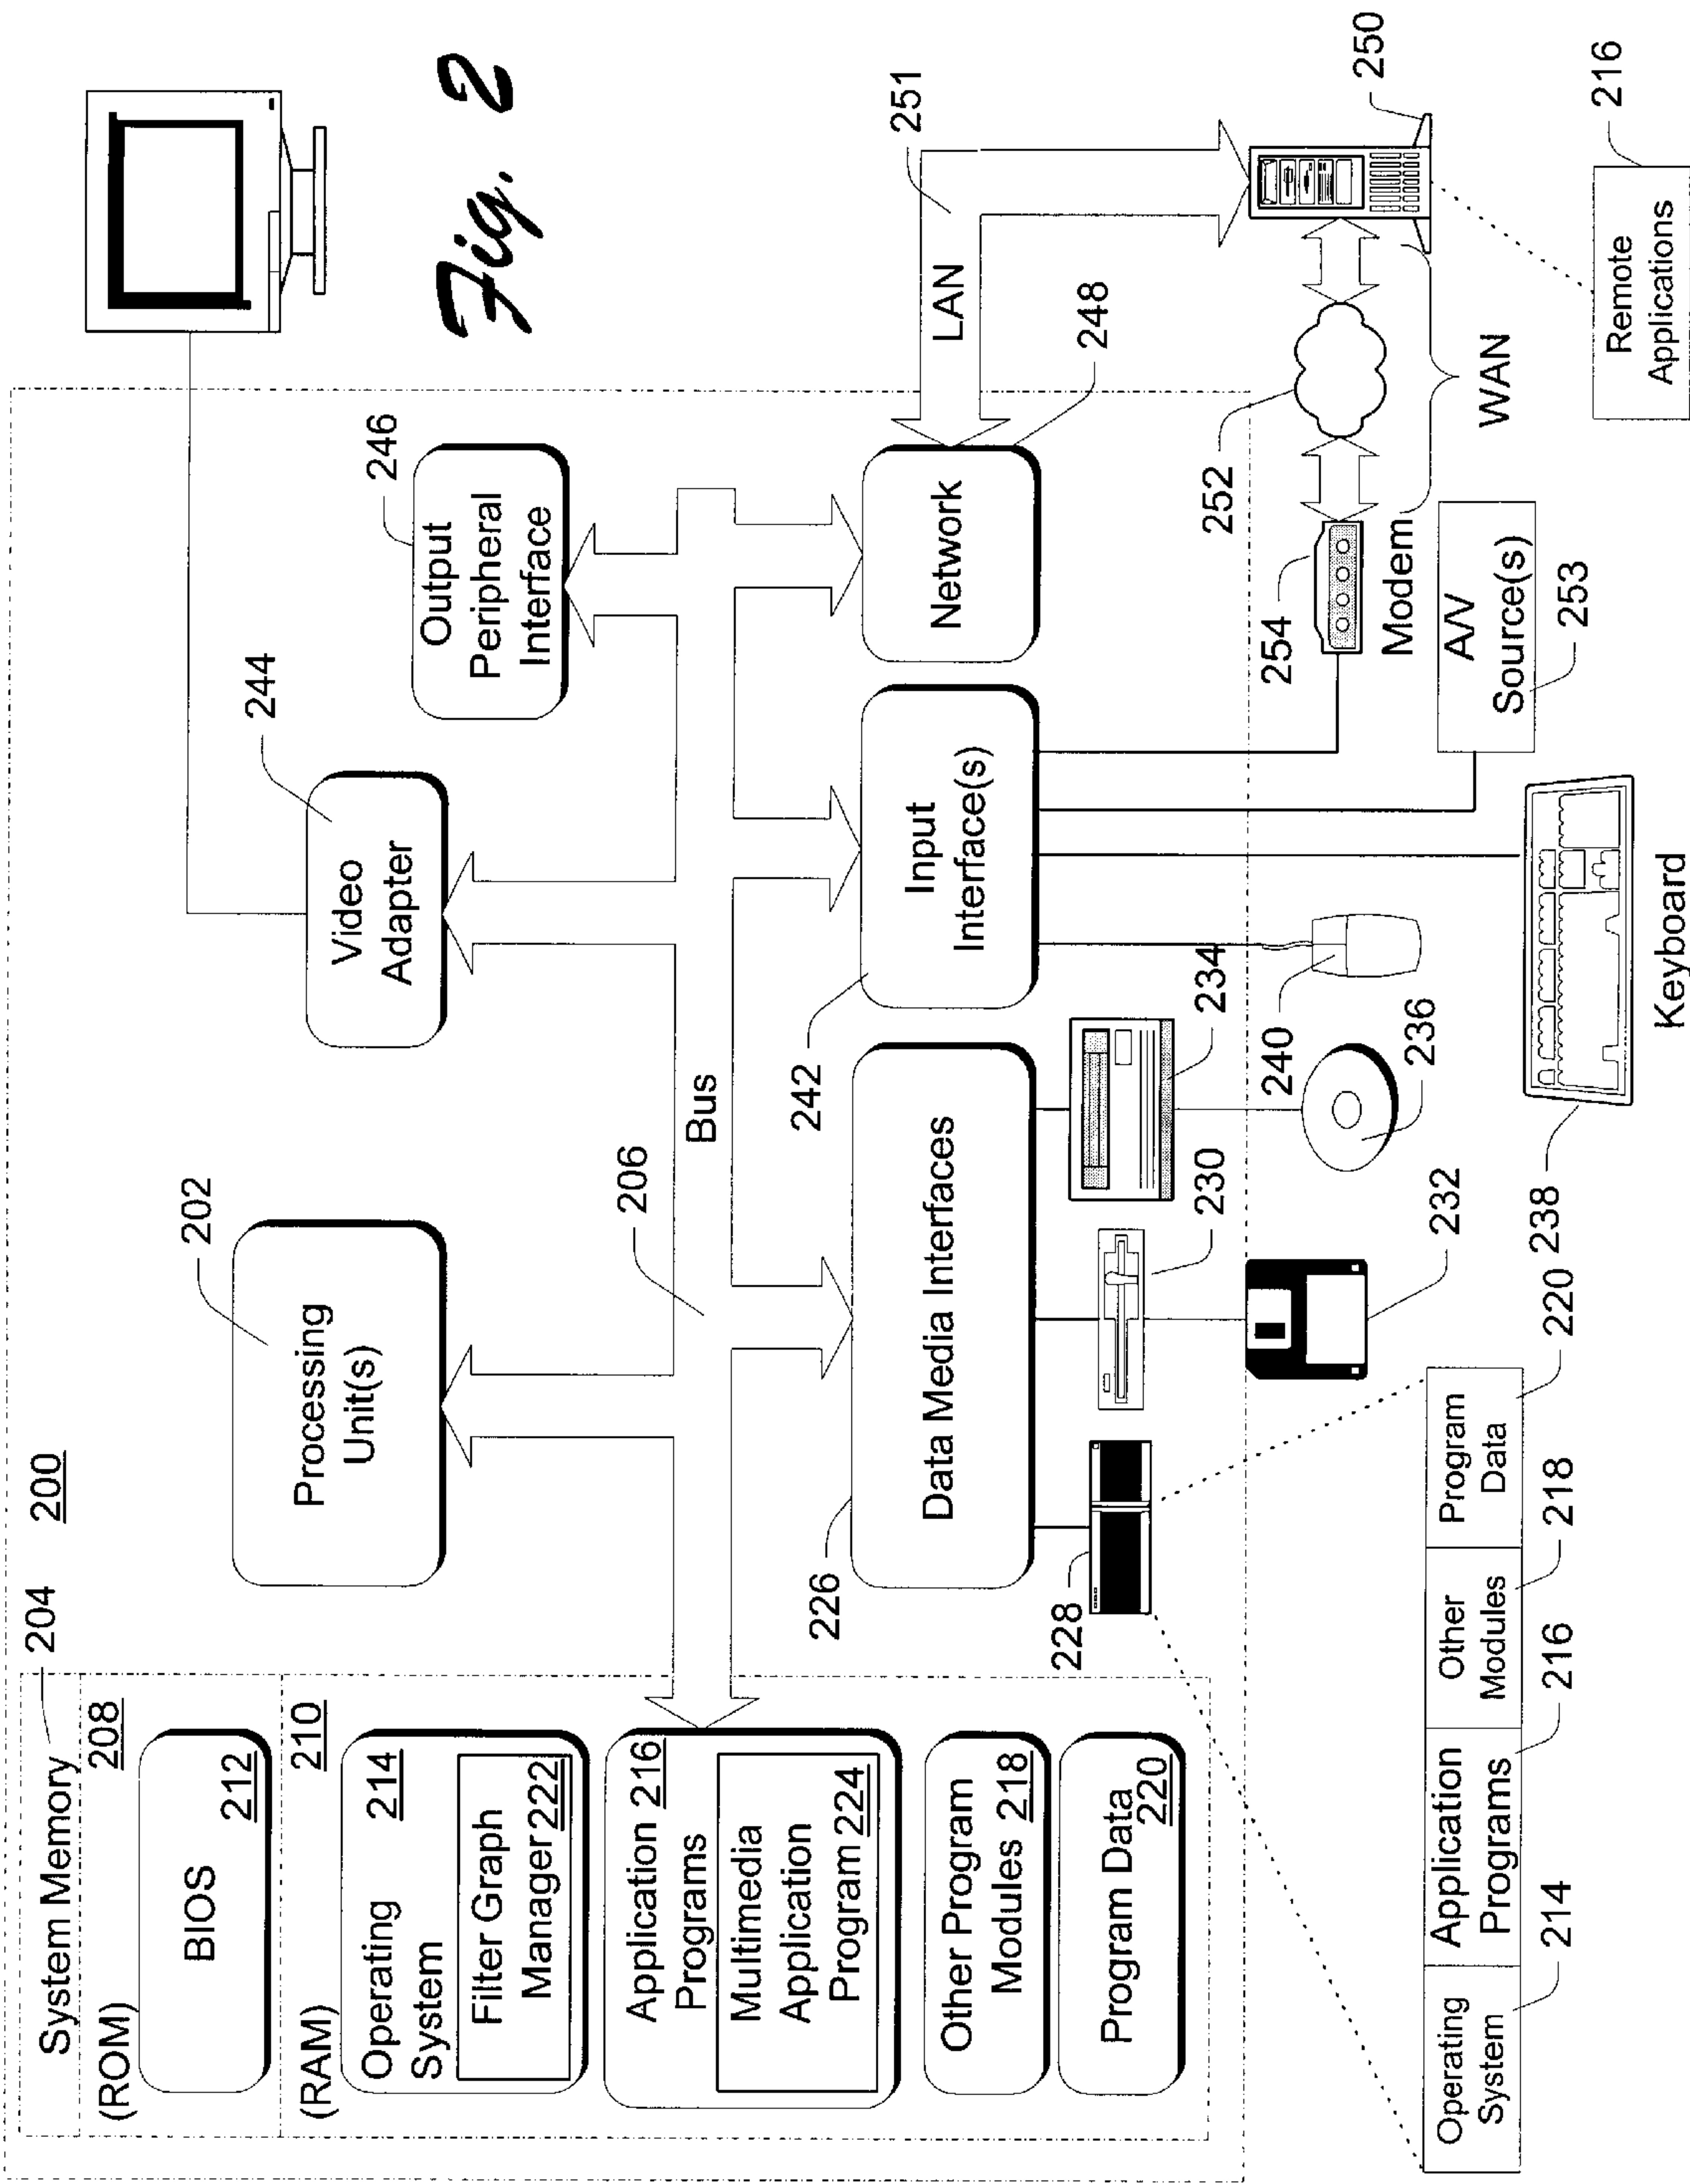 200
System Memory
204
(ROM)
208
BIOS
212
(RAM)
210
Operating
System
214
Filter Graph
Manager 222
Application 216
Programs
Multimedia
Application
Program 224
Other Program
Modules 218
Program Data
220
202
Processing
Unit(s)
244
Video
Adapter
246
Output
Peripheral
Interface
Fig. 2
206
Bus
226
Data Media Interfaces
242
Input
Interface(s)
Network
248
LAN
251
228
230
234
232
236
240
254
Modem
252
WAN
250
A/V
Source(s)
253
238
Keyboard
Remote
Applications
216
Operating
System
214
Application
Programs
216
Other
Modules
218
Program
Data
220